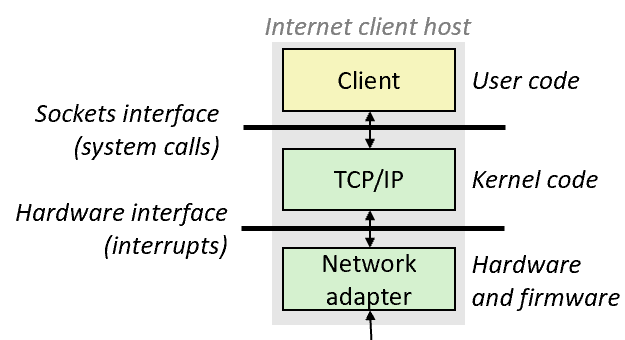 Internet client host
Client
User code
Sockets interface
(system calls)
TCP/IP
Kernel code
Hardware interface
(interrupts)
Network
adapter
Hardware
and firmware